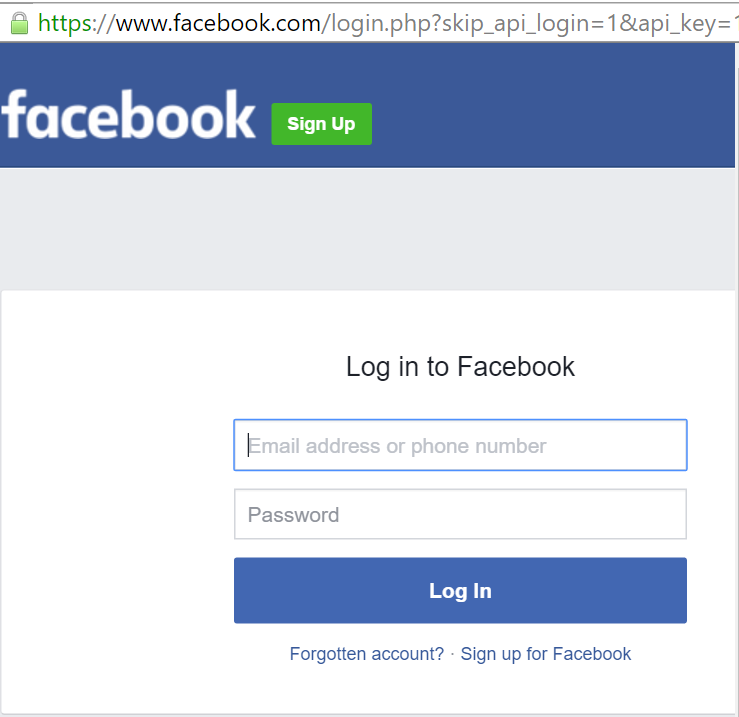 https://www.facebook.com/login.php?skip_api_login=1&api_key=
facebook
Sign Up
Log in to Facebook
Email address or phone number
Password
Log In
Forgotten account? · Sign up for Facebook